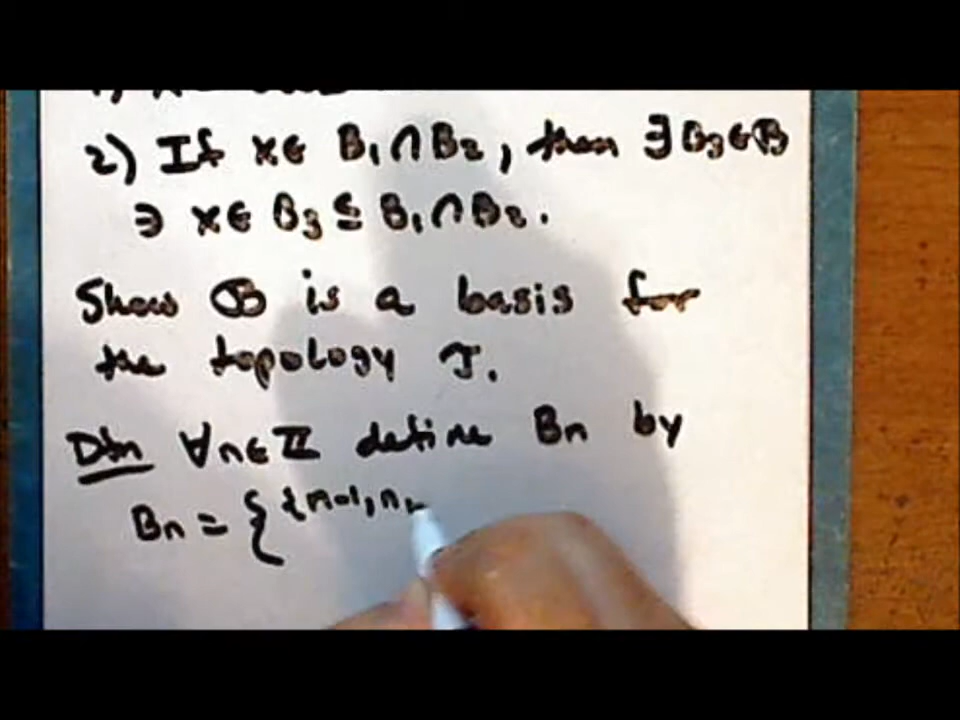 2) If x∈ B₁∩B₂, then ∃B₃∈B
∋ x∈ B₃ ⊆ B₁∩B₂.
Show B is a basis for
the topology T.
Dfn ∀n∈Z define Bn by
Bn = { {n-1, n,